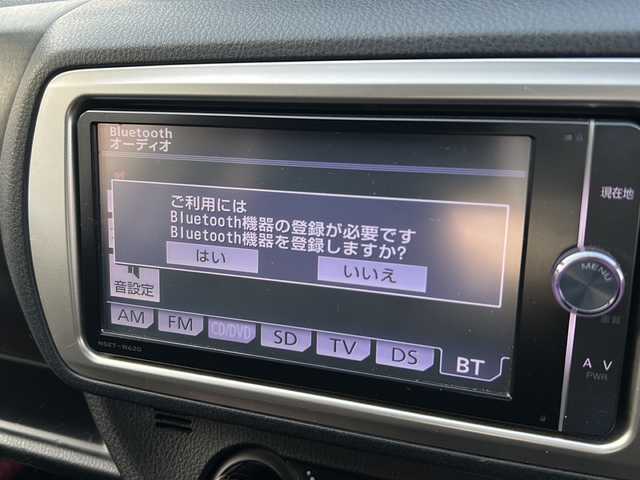 Bluetooth
オーディオ
ご利用には
Bluetooth機器の登録が必要です
Bluetooth機器を登録しますか?
はい
いいえ
音設定
AM
FM
CD/DVD
SD
TV
DS
BT
現在地
MENU
∧ ∨
PWR